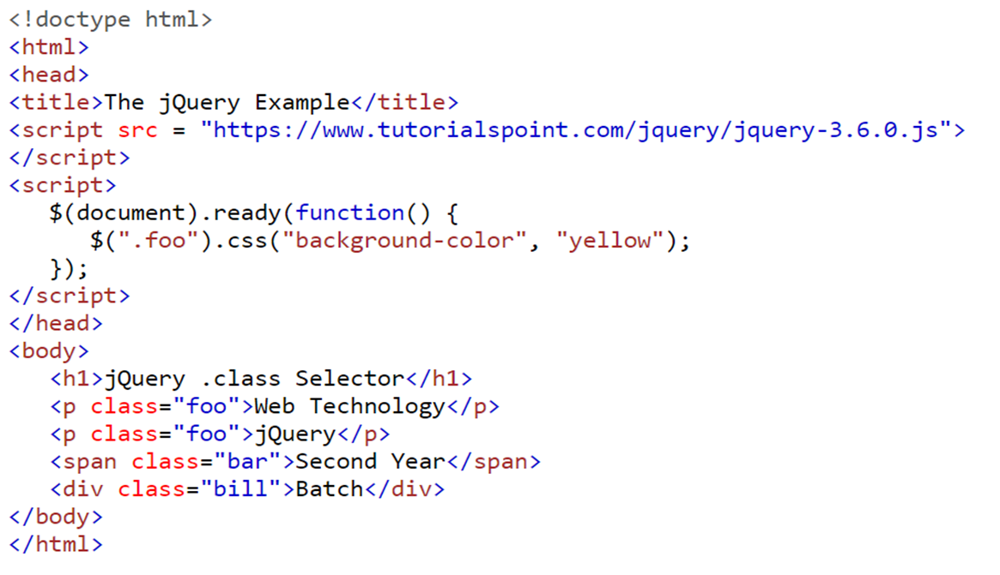 <!doctype html>
<html>
<head>
<title>The jQuery Example</title>
<script src = "https://www.tutorialspoint.com/jquery/jquery-3.6.0.js">
</script>
<script>
   $(document).ready(function() {
      $(".foo").css("background-color", "yellow");
   });
</script>
</head>
<body>
   <h1>jQuery .class Selector</h1>
   <p class="foo">Web Technology</p>
   <p class="foo">jQuery</p>
   <span class="bar">Second Year</span>
   <div class="bill">Batch</div>
</body>
</html>